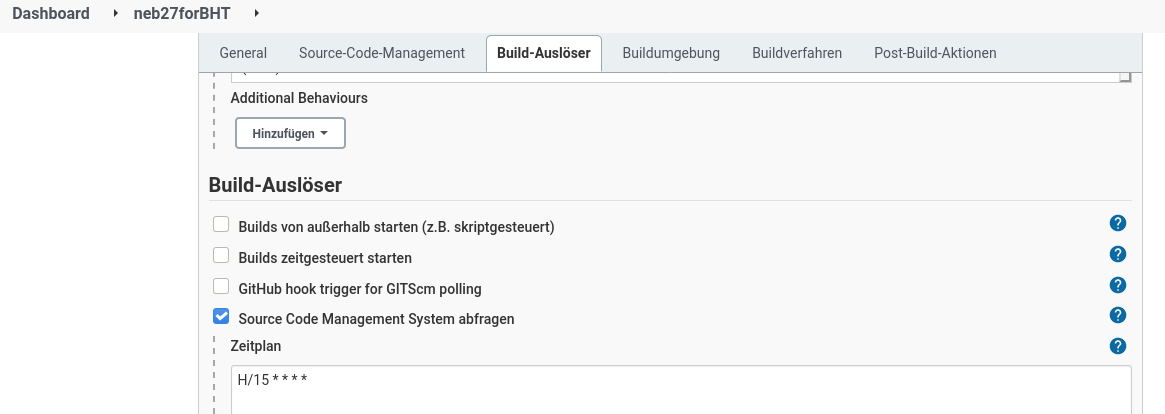 Dashboard neb27forBHT
General Source-Code-Management Build-Auslöser Buildumgebung Buildverfahren Post-Build-Aktionen
Additional Behaviours
Hinzufügen
Build-Auslöser
Builds von außerhalb starten (z.B. skriptgesteuert)
Builds zeitgesteuert starten
GitHub hook trigger for GITScm polling
Source Code Management System abfragen
Zeitplan
H/15 * * * *